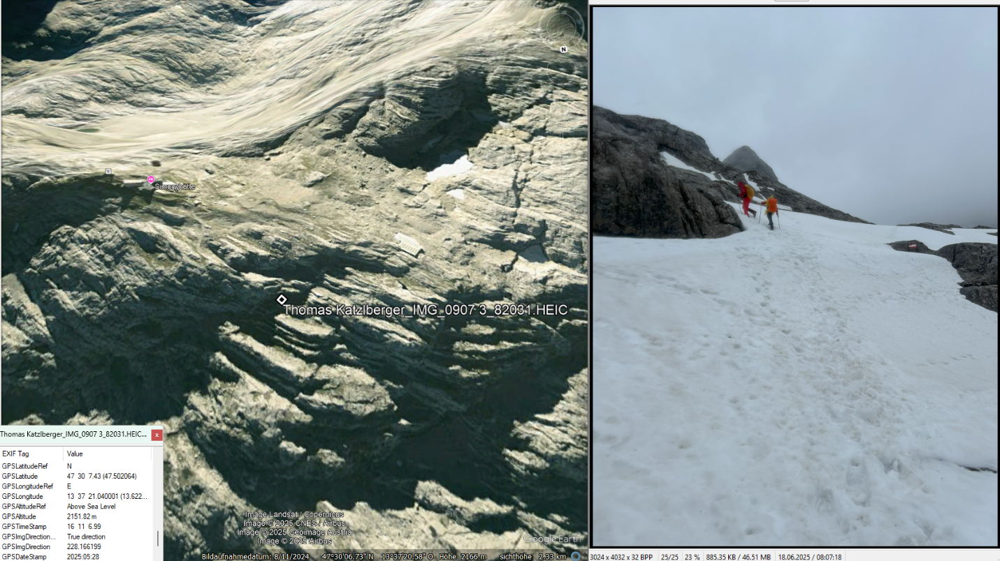 N
Simonyhütte
Thomas Katzlberger_IMG_0907 3_82031.HEIC
Thomas Katzlberger_IMG_0907 3_82031.HEIC... x
EXIF Tag Value
GPSLatitudeRef N
GPSLatitude 47 30 7.43 (47.502064)
GPSLongitudeRef E
GPSLongitude 13 37 21.040001 (13.622...
GPSAltitudeRef Above Sea Level
GPSAltitude 2151.82 m
GPSTimeStamp 16 11 6.99
GPSImgDirection... True direction
GPSImgDirection 228.166199
GPSDateStamp 2025:05:28
Image Landsat / Copernicus
Image © 2025 CNES / Airbus
Image © 2025 Geoimage Austria
Image © 2025 Airbus
Google Earth
Bildaufnahmedatum: 8/11/2024 47°30'06.73" N 13°37'20.58" O Höhe 2166 m sichthöhe 2.33 km
3024 x 4032 x 32 BPP 25/25 23 % 885.35 KB / 46.51 MB 18.06.2025 / 08:07:18